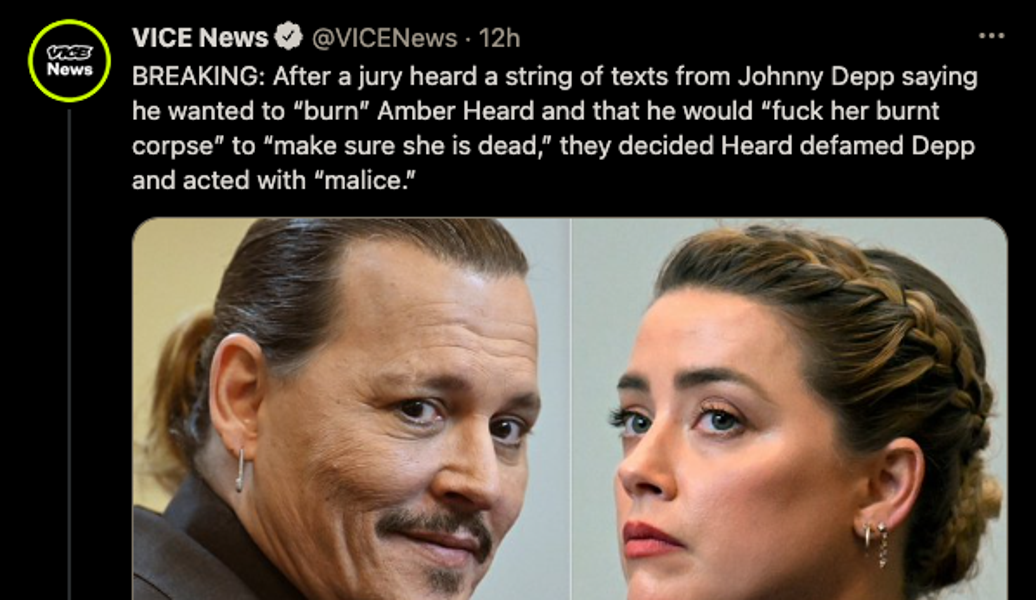 VICE News @VICENews · 12h
VICE
News
BREAKING: After a jury heard a string of texts from Johnny Depp saying
he wanted to “burn” Amber Heard and that he would “fuck her burnt
corpse” to “make sure she is dead,” they decided Heard defamed Depp
and acted with “malice.”